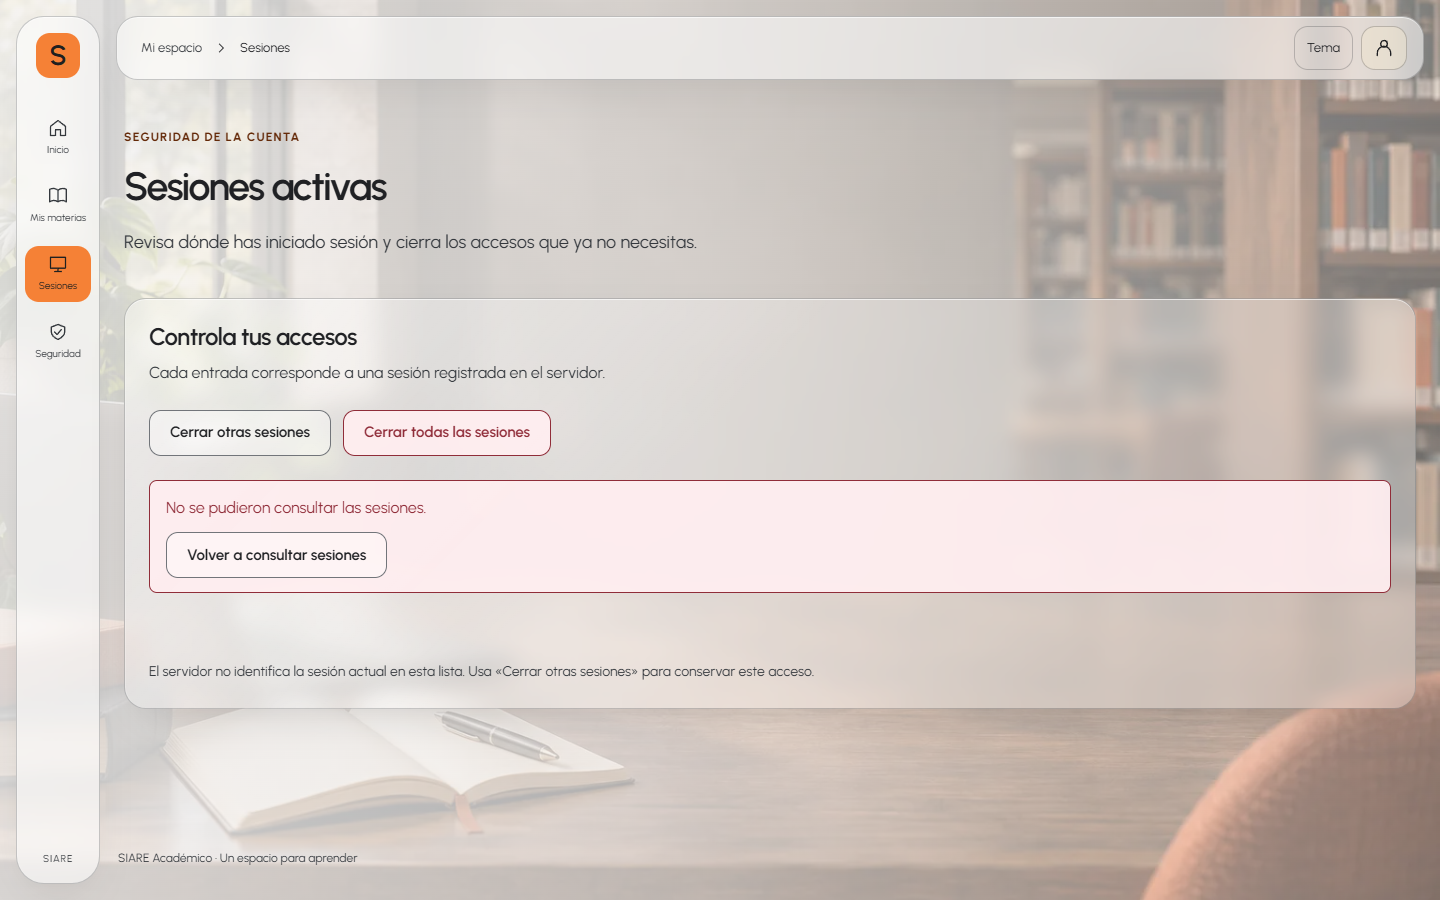 S
Mi espacio > Sesiones
Tema
Inicio
Mis materias
Sesiones
Seguridad
SEGURIDAD DE LA CUENTA
Sesiones activas
Revisa dónde has iniciado sesión y cierra los accesos que ya no necesitas.
Controla tus accesos
Cada entrada corresponde a una sesión registrada en el servidor.
Cerrar otras sesiones
Cerrar todas las sesiones
No se pudieron consultar las sesiones.
Volver a consultar sesiones
El servidor no identifica la sesión actual en esta lista. Usa «Cerrar otras sesiones» para conservar este acceso.
SIARE
SIARE Académico · Un espacio para aprender